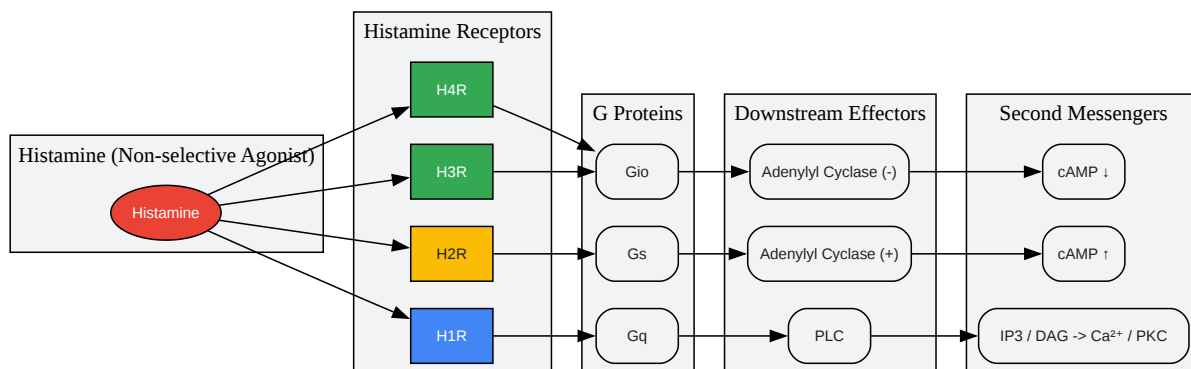 Histamine (Non-selective Agonist)
Histamine
Histamine Receptors
H4R
H3R
H2R
H1R
G Proteins
Gio
Gs
Gq
Downstream Effectors
Adenylyl Cyclase (-)
Adenylyl Cyclase (+)
PLC
Second Messengers
cAMP ↓
cAMP ↑
IP3 / DAG -> Ca²⁺ / PKC